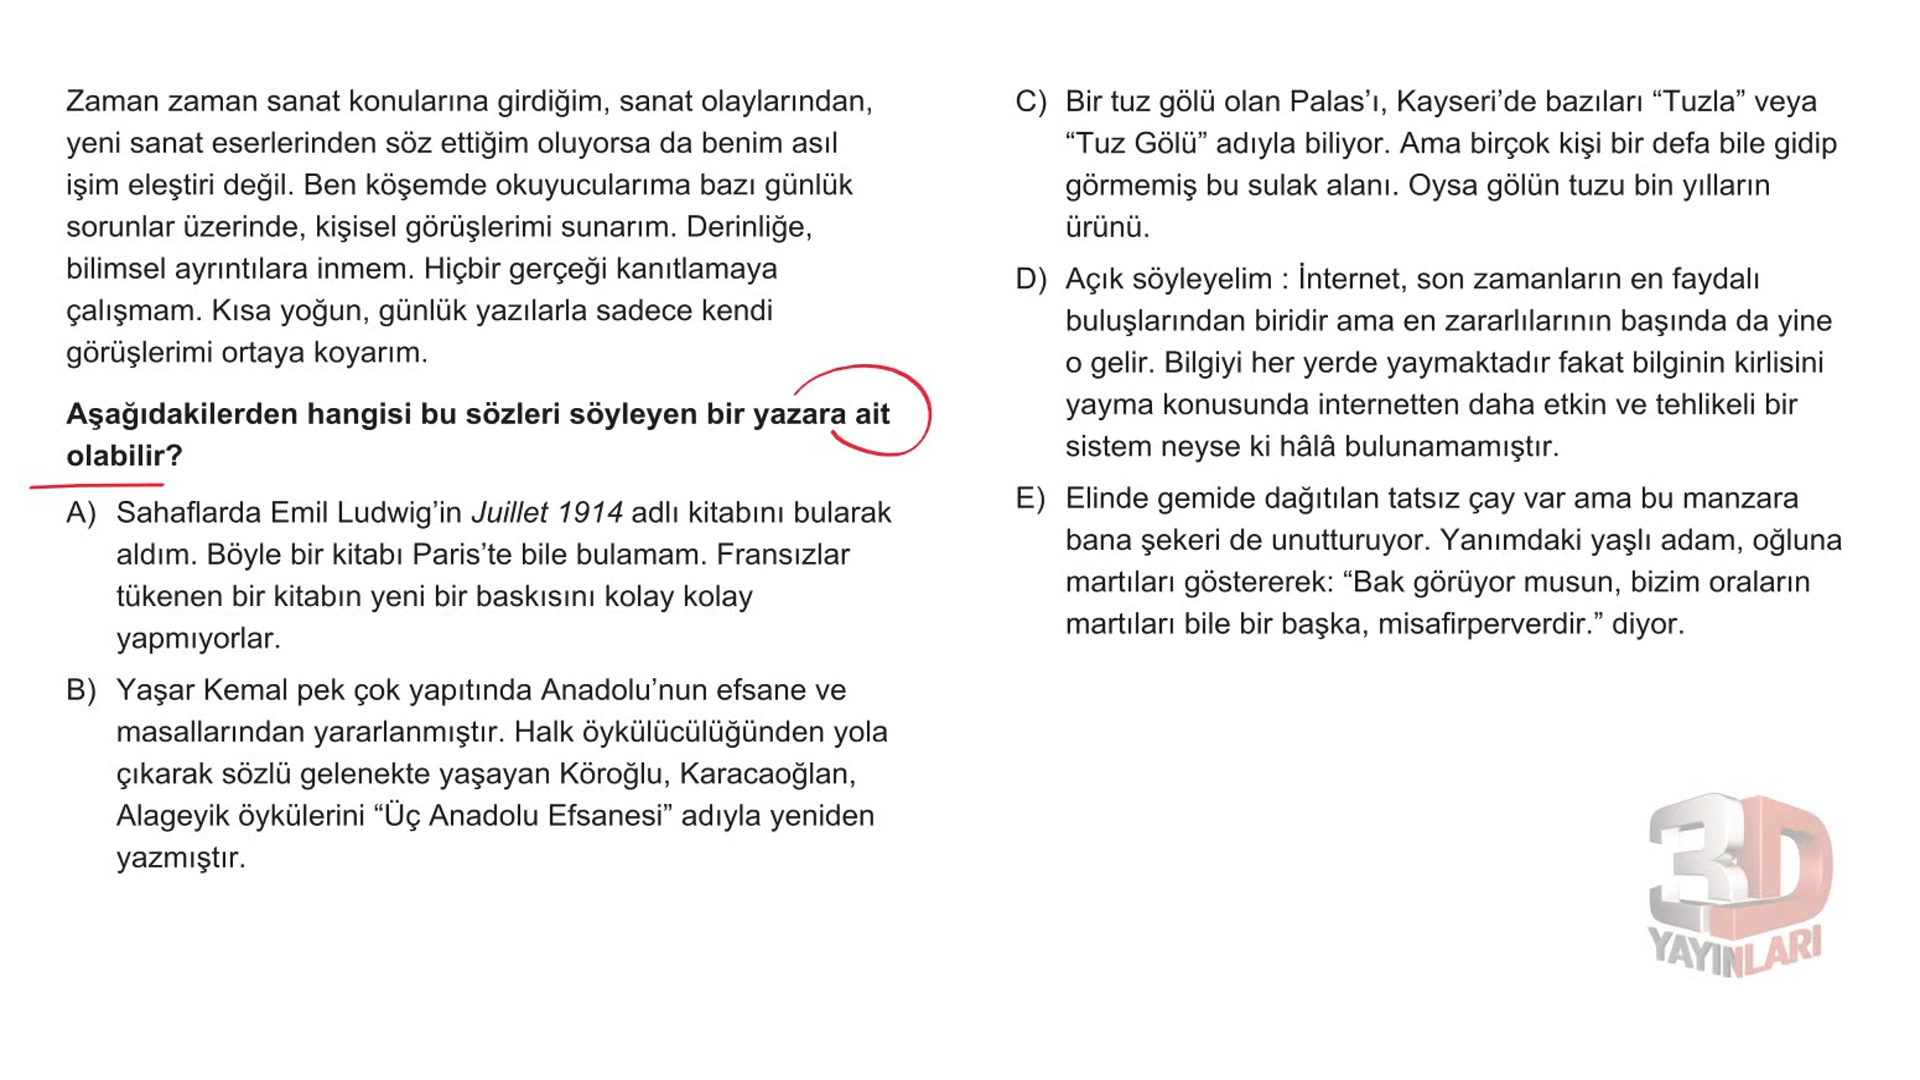 Zaman zaman sanat konularına girdiğim, sanat olaylarından,
yeni sanat eserlerinden söz ettiğim oluyorsa da benim asıl
işim eleştiri değil. Ben köşemde okuyucularıma bazı günlük
sorunlar üzerinde, kişisel görüşlerimi sunarım. Derinliğe,
bilimsel ayrıntılara inmem. Hiçbir gerçeği kanıtlamaya
çalışmam. Kısa yoğun, günlük yazılarla sadece kendi
görüşlerimi ortaya koyarım.
Aşağıdakilerden hangisi bu sözleri söyleyen bir yazara ait
olabilir?
A) Sahaflarda Emil Ludwig’in Juillet 1914 adlı kitabını bularak
aldım. Böyle bir kitabı Paris’te bile bulamam. Fransızlar
tükenen bir kitabın yeni bir baskısını kolay kolay
yapmıyorlar.
B) Yaşar Kemal pek çok yapıtında Anadolu’nun efsane ve
masallarından yararlanmıştır. Halk öykülücülüğünden yola
çıkarak sözlü gelenekte yaşayan Köroğlu, Karacaoğlan,
Alageyik öykülerini “Üç Anadolu Efsanesi” adıyla yeniden
yazmıştır.
C) Bir tuz gölü olan Palas’ı, Kayseri’de bazıları “Tuzla” veya
“Tuz Gölü” adıyla biliyor. Ama birçok kişi bir defa bile gidip
görmemiş bu sulak alanı. Oysa gölün tuzu bin yılların
ürünü.
D) Açık söyleyelim : İnternet, son zamanların en faydalı
buluşlarından biridir ama en zararlılarının başında da yine
o gelir. Bilgiyi her yerde yaymaktadır fakat bilginin kirlisini
yayma konusunda internetten daha etkin ve tehlikeli bir
sistem neyse ki hâlâ bulunamamıştır.
E) Elinde gemide dağıtılan tatsız çay var ama bu manzara
bana şekeri de unutturuyor. Yanımdaki yaşlı adam, oğluna
martıları göstererek: “Bak görüyor musun, bizim oraların
martıları bile bir başka, misafirperverdir.” diyor.
3D
YAYINLARI